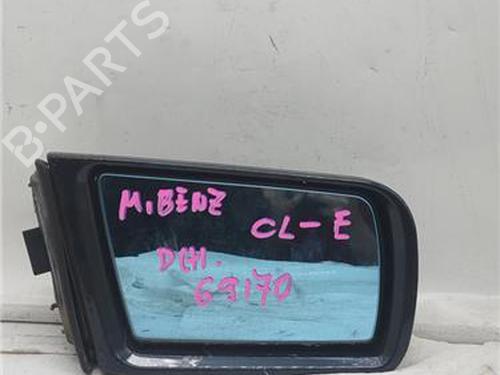 B-PARTS
M.BENZ
CL-E
DCH.
69170